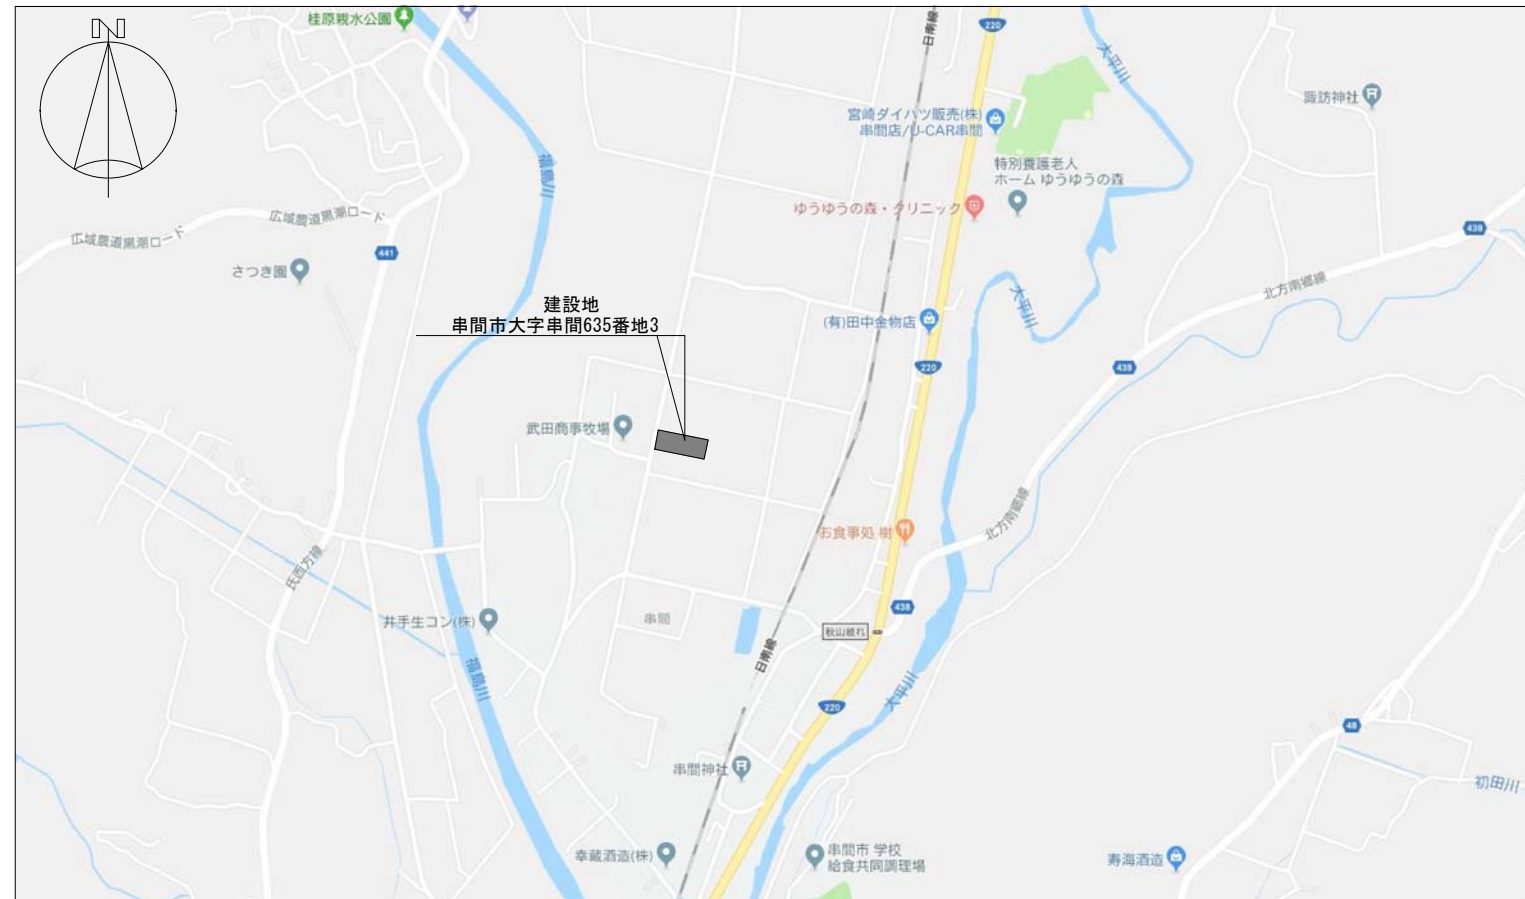 N
桂原親水公園
日南線
220
大平川
諏訪神社
宮崎ダイハツ販売(株)
串間店/U-CAR串間
福島川
特別養護老人
ホーム ゆうゆうの森
ゆうゆうの森・クリニック
広域農道黒潮ロード
広域農道黒潮ロード
441
438
さつき園
北方南郷線
大平川
建設地
串間市大字串間635番地3
(有)田中金物店
220
438
武田商事牧場
お食事処 樹
北方南郷線
氏西方線
438
井手生コン(株)
串間
秋山岐れ
日南線
福島川
大平川
220
48
串間神社
初田川
幸蔵酒造(株)
串間市 学校
給食共同調理場
寿海酒造